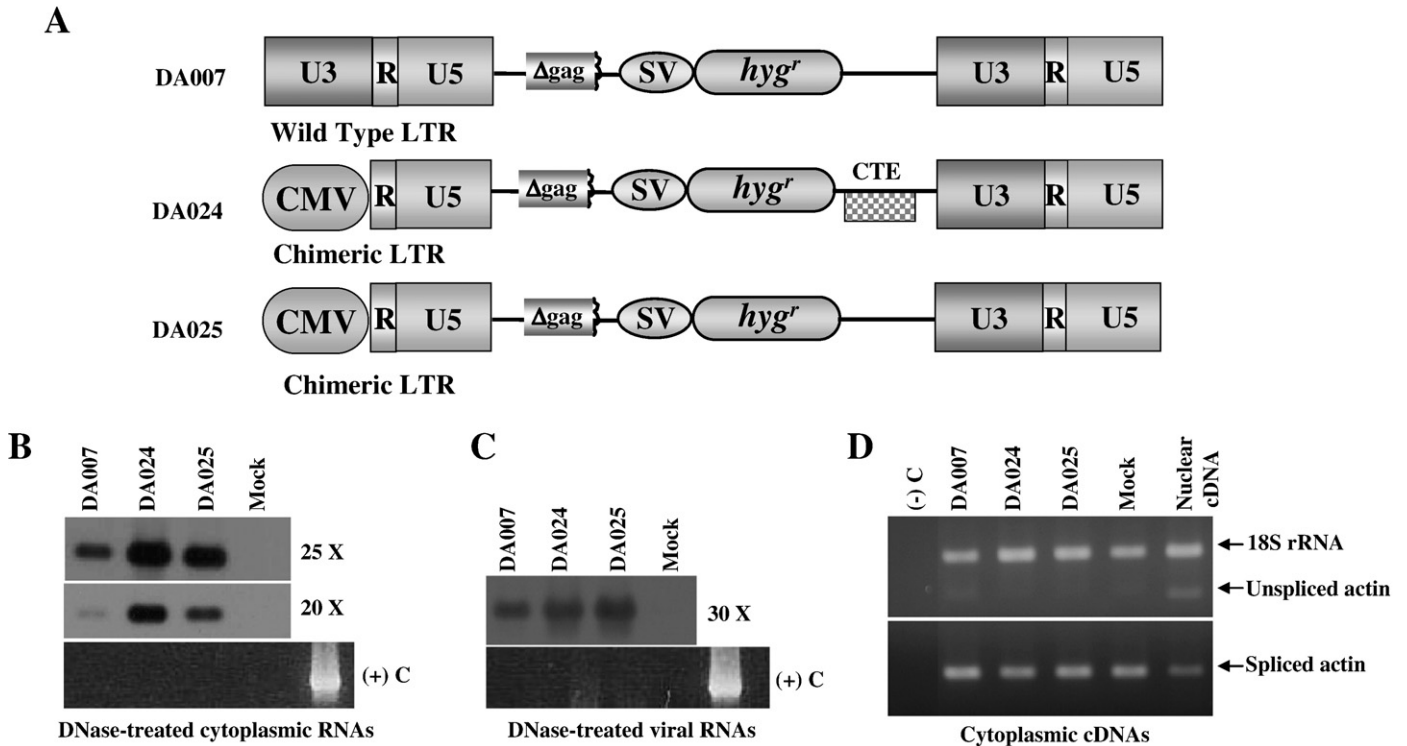 A
DA007
U3 R U5 Δgag SV hygʳ U3 R U5
Wild Type LTR
CTE
DA024
CMV R U5 Δgag SV hygʳ U3 R U5
Chimeric LTR
DA025
CMV R U5 Δgag SV hygʳ U3 R U5
Chimeric LTR
B
DA007 DA024 DA025 Mock
25 X
20 X
(+) C
DNase-treated cytoplasmic RNAs
C
DA007 DA024 DA025 Mock
30 X
(+) C
DNase-treated viral RNAs
D
(-) C DA007 DA024 DA025 Mock Nuclear cDNA
18S rRNA
Unspliced actin
Spliced actin
Cytoplasmic cDNAs